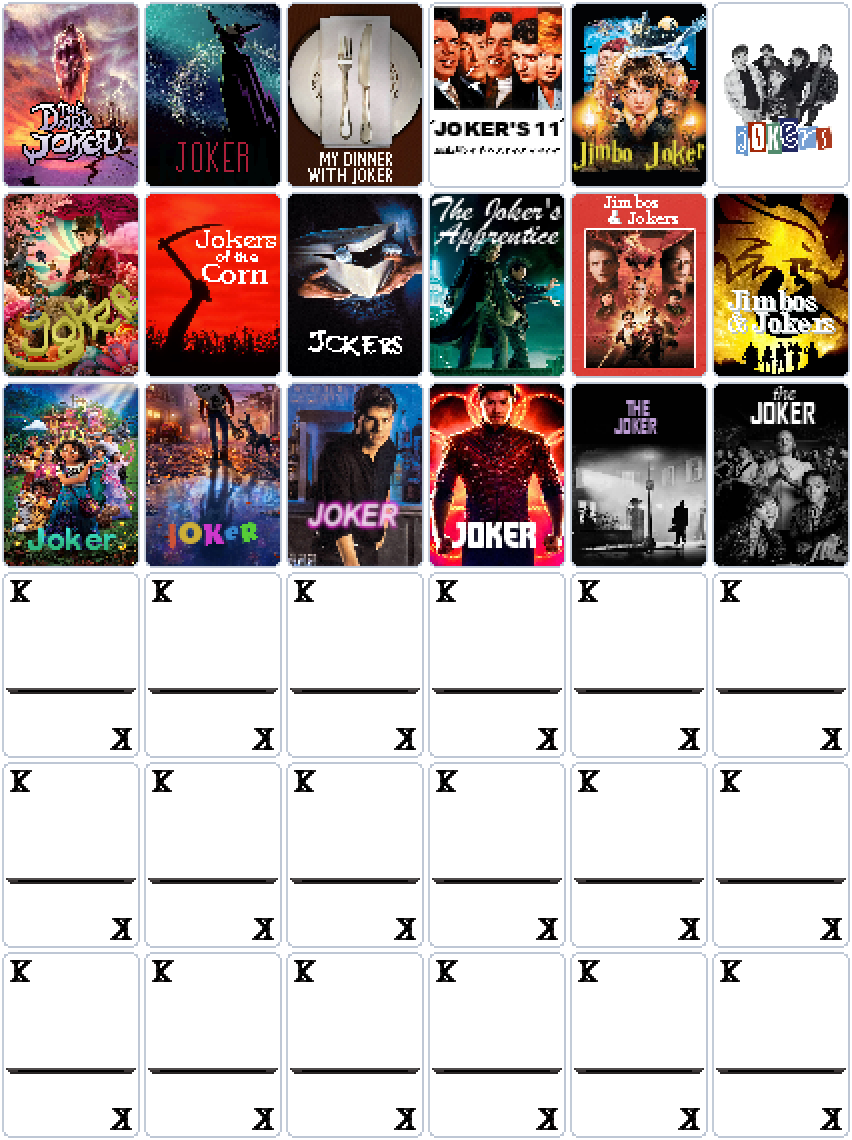 THE
DARK
JOKER
JOKER
MY DINNER
WITH JOKER
JOKER'S 11
Jimbo Joker
JOKERS
Joker
Jokers
of the
Corn
JOKERS
The Joker's
Apprentice
Jimbos
& Jokers
Jimbos
& Jokers
Joker
JOKER
JOKER
JOKER
THE
JOKER
the
JOKER
K K K K K K
K K K K K K
K K K K K K
K K K K K K
K K K K K K
K K K K K K